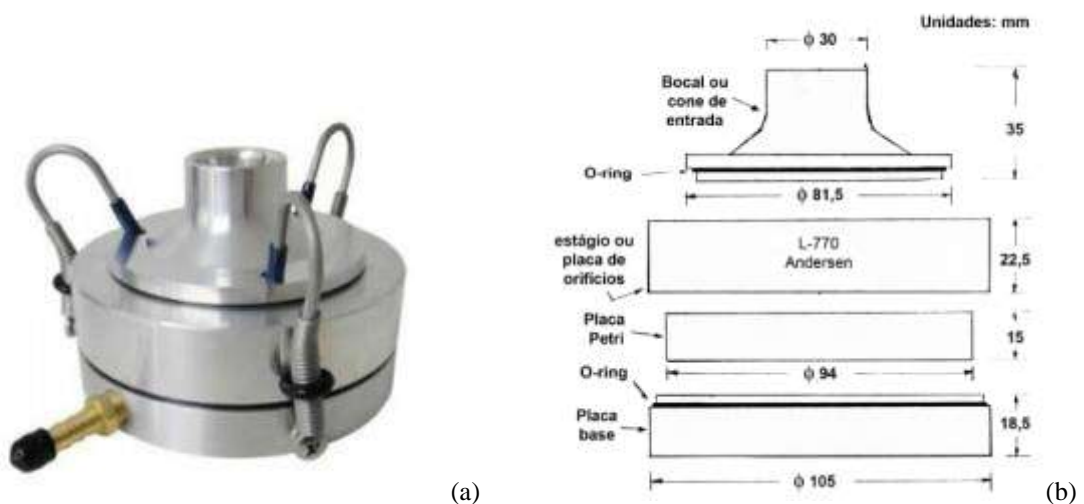 Unidades: mm
ϕ 30
Bocal ou
cone de
entrada
35
O-ring
ϕ 81,5
estágio ou
placa de
orifícios
L-770
Andersen
22,5
Placa
Petri
15
ϕ 94
O-ring
Placa
base
18,5
ϕ 105
(a)
(b)